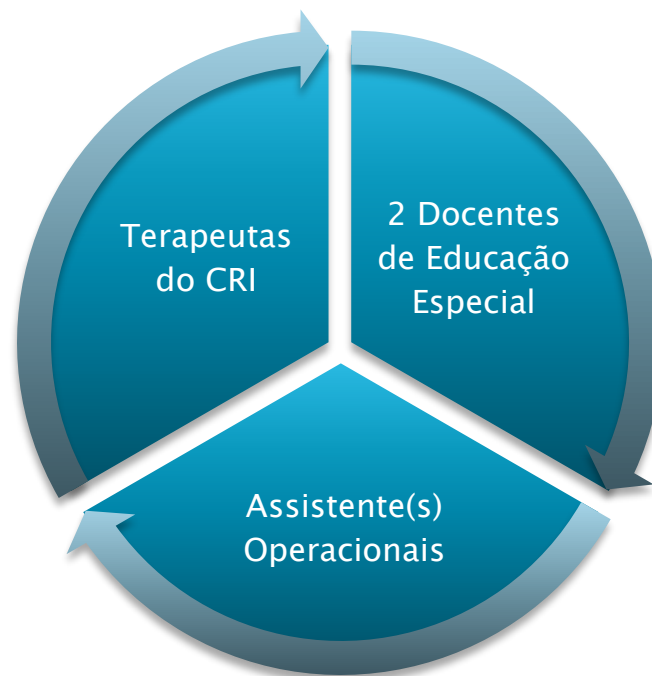 Terapeutas
do CRI
2 Docentes
de Educação
Especial
Assistente(s)
Operacionais